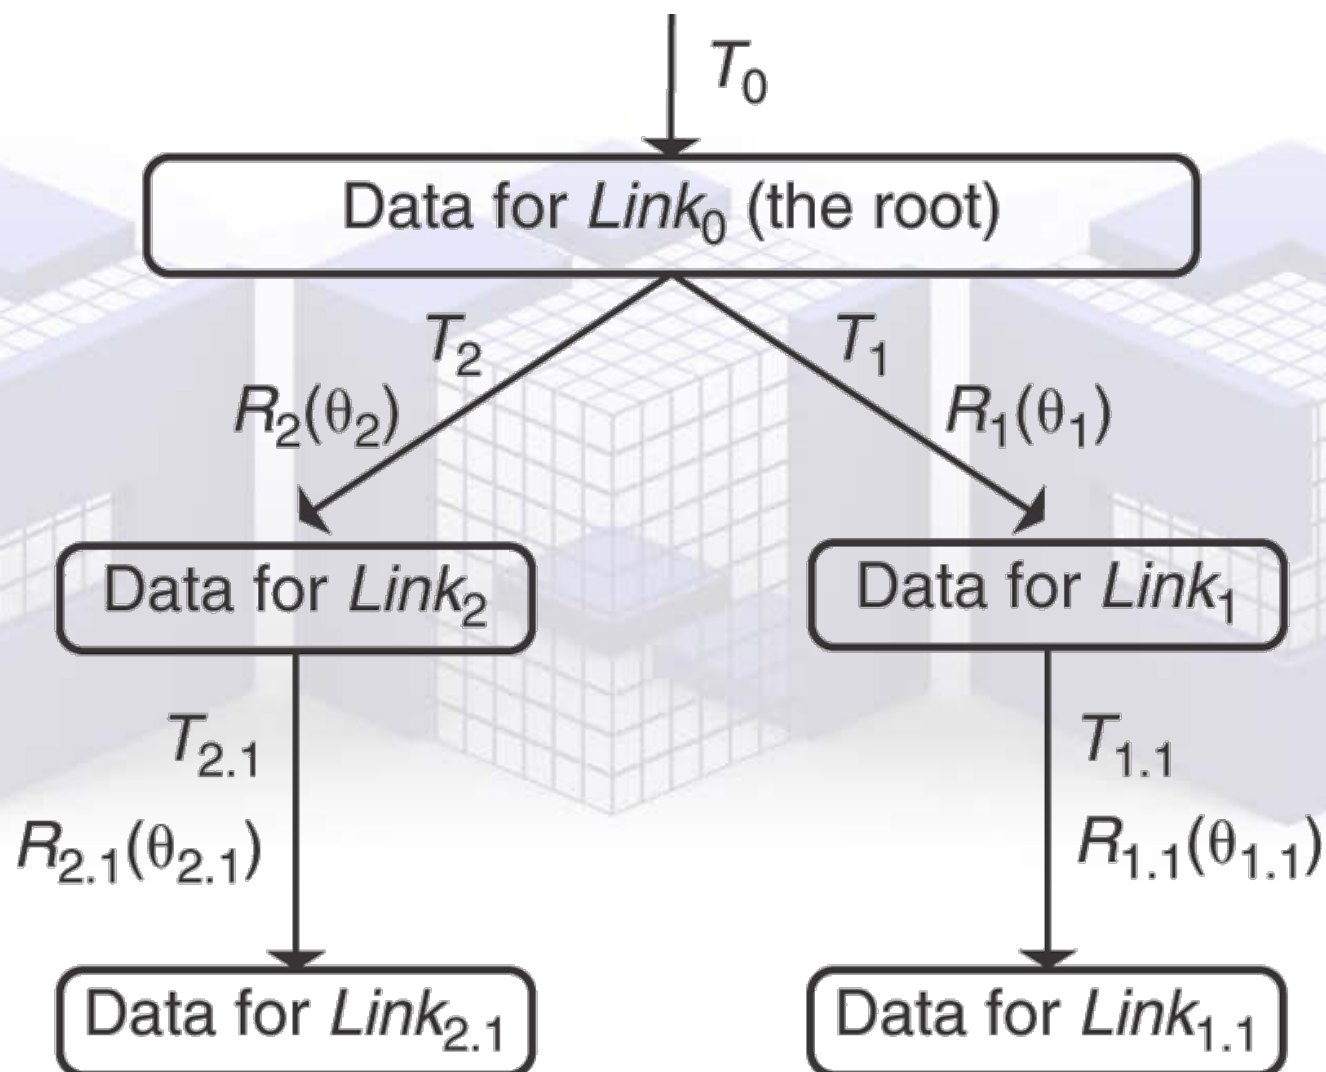 T₀
Data for Link₀ (the root)
T₂
T₁
R₂(θ₂)
R₁(θ₁)
Data for Link₂
Data for Link₁
T₂.₁
T₁.₁
R₂.₁(θ₂.₁)
R₁.₁(θ₁.₁)
Data for Link₂.₁
Data for Link₁.₁